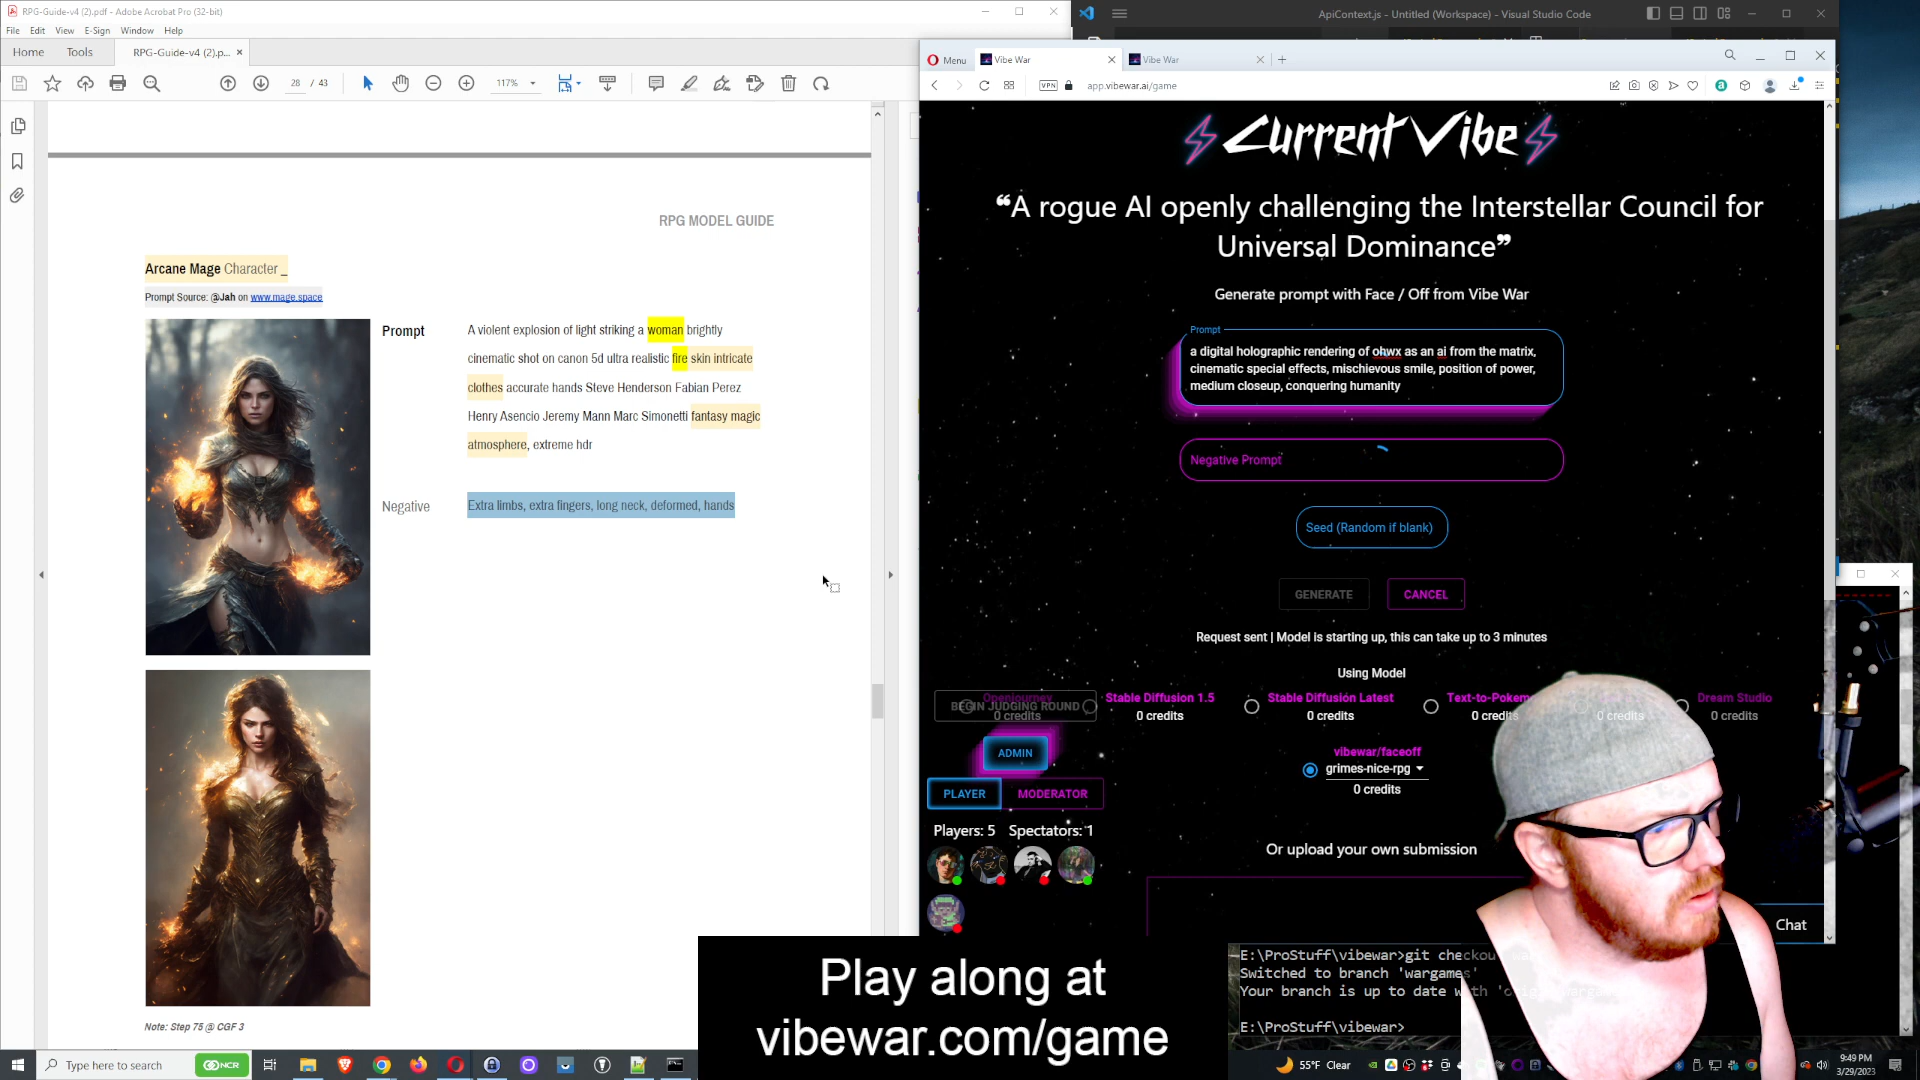 RPG-Guide-v4 (2).pdf - Adobe Acrobat Pro (32-bit)
File Edit View E-Sign Window Help
Home Tools RPG-Guide-v4 (2).p... ×
28 / 43 117%
RPG MODEL GUIDE
Arcane Mage Character _
Prompt Source: @Jah on www.mage.space
Prompt
A violent explosion of light striking a woman brightly
cinematic shot on canon 5d ultra realistic fire skin intricate
clothes accurate hands Steve Henderson Fabian Perez
Henry Asencio Jeremy Mann Marc Simonetti fantasy magic
atmosphere, extreme hdr
Negative
Extra limbs, extra fingers, long neck, deformed, hands
Note: Step 75 @ CGF 3
ApiContext.js - Untitled (Workspace) - Visual Studio Code
Menu Vibe War Vibe War
VPN app.vibewar.ai/game
Current Vibe
❝A rogue AI openly challenging the Interstellar Council for
Universal Dominance❞
Generate prompt with Face / Off from Vibe War
Prompt
a digital holographic rendering of ohwx as an ai from the matrix,
cinematic special effects, mischievous smile, position of power,
medium closeup, conquering humanity
Negative Prompt
Seed (Random if blank)
GENERATE CANCEL
Request sent | Model is starting up, this can take up to 3 minutes
Using Model
Openjourney
0 credits
BEGIN JUDGING ROUND
Stable Diffusion 1.5
0 credits
Stable Diffusion Latest
0 credits
Text-to-Pokem
0 credits
0 credits
Dream Studio
0 credits
ADMIN
vibewar/faceoff
grimes-nice-rpg
0 credits
PLAYER MODERATOR
Players: 5 Spectators: 1
Or upload your own submission
Chat
Play along at
vibewar.com/game
E:\ProStuff\vibewar>git checkou
Switched to branch 'wargames'
Your branch is up to date with
E:\ProStuff\vibewar>
Type here to search
NCR
55°F Clear
9:49 PM
3/29/2023